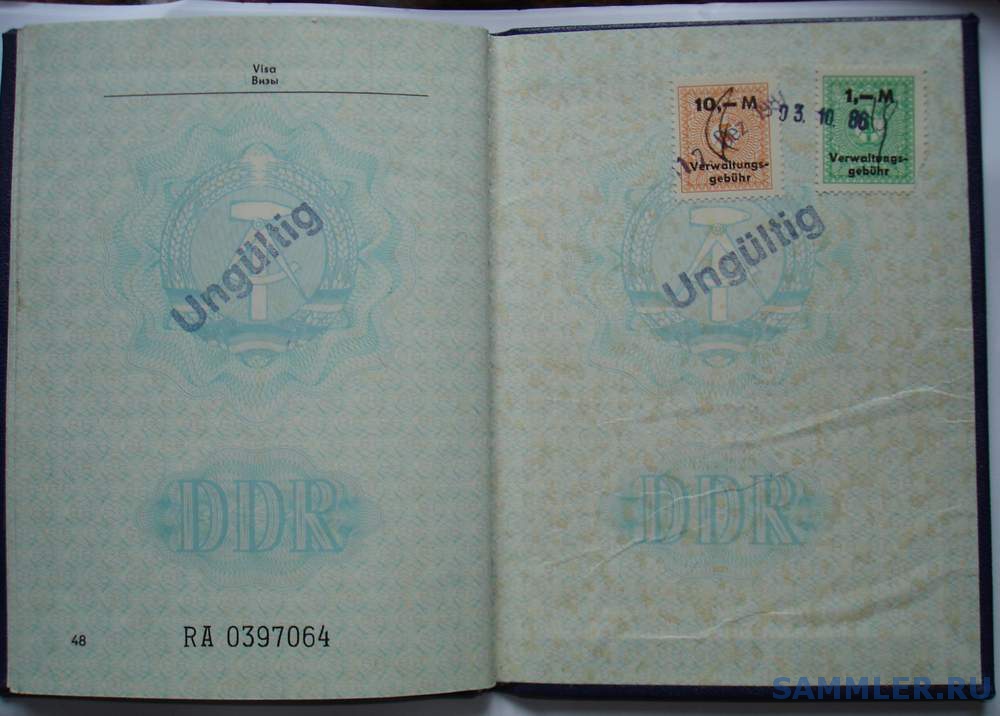 Visa
Визы
Ungültig
DDR
48
RA 0397064
10,– M
Verwaltungs-
gebühr
1,– M
Verwaltungs-
gebühr
03. 10. 86
Ungültig
DDR
SAMMLER.RU